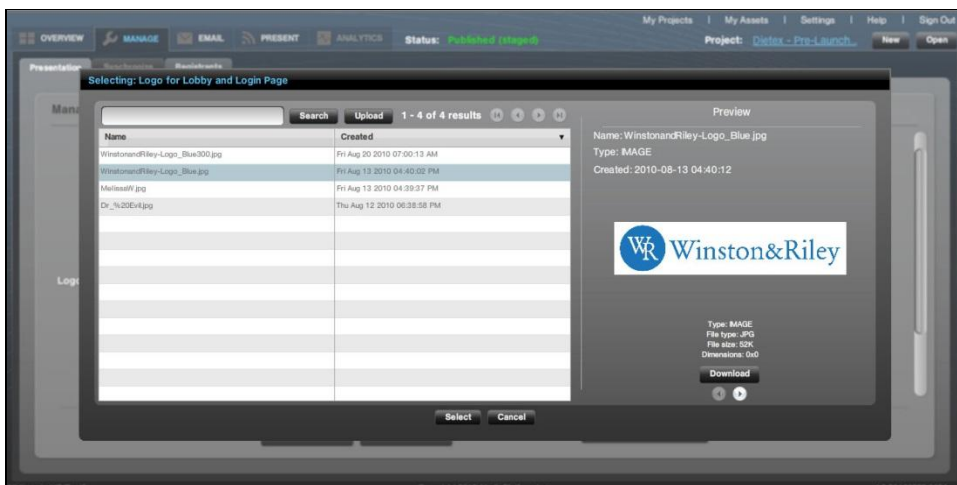 My Projects | My Assets | Settings | Help | Sign Out
OVERVIEW MANAGE EMAIL PRESENT ANALYTICS Status: Published (staged) Project: Dietex - Pre-Launch... New Open
Presentation Registrants
Selecting: Logo for Lobby and Login Page
Search Upload 1 - 4 of 4 results
Name Created
WinstonandRiley-Logo_Blue300.jpg Fri Aug 20 2010 07:00:13 AM
WinstonandRiley-Logo_Blue.jpg Fri Aug 13 2010 04:40:02 PM
MelissaW.jpg Fri Aug 13 2010 04:39:37 PM
Dr_%20Evil.jpg Thu Aug 12 2010 06:38:58 PM
Preview
Name: WinstonandRiley-Logo_Blue.jpg
Type: IMAGE
Created: 2010-08-13 04:40:12
WR Winston&Riley
Type: IMAGE
File type: JPG
File size: 52K
Dimensions: 0x0
Download
Select Cancel
Mana
Logo